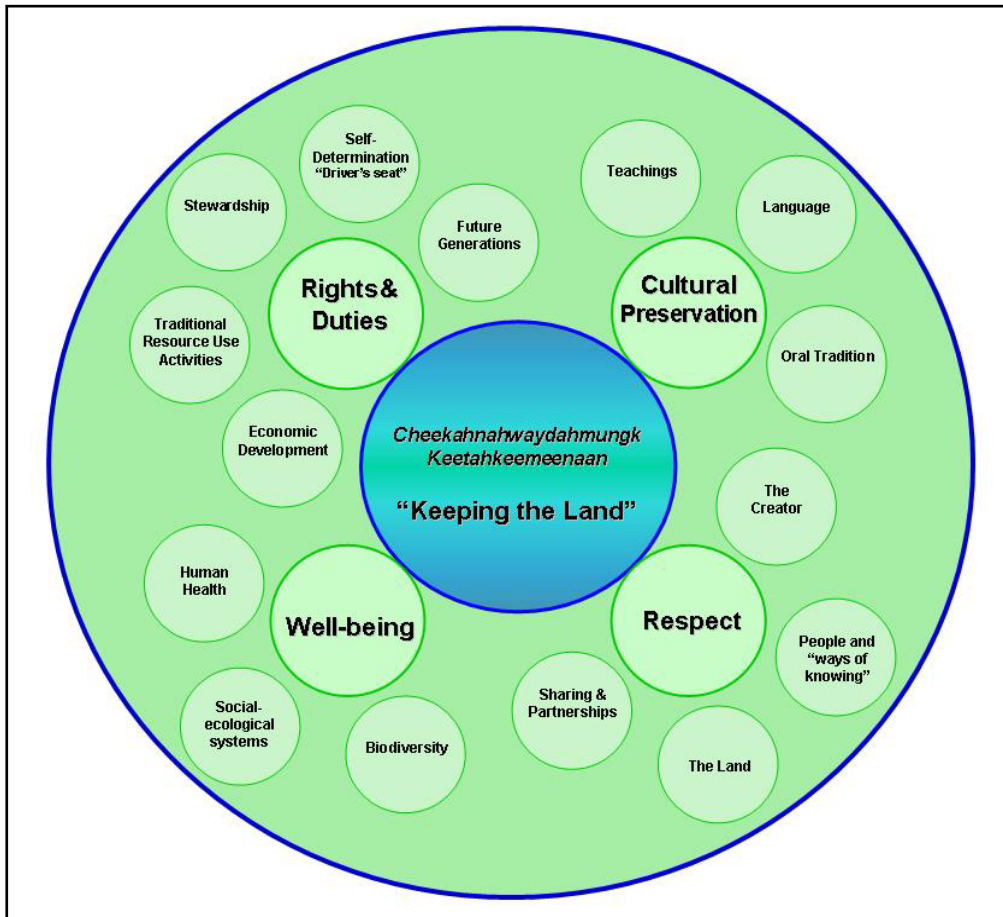 Self-
Determination
"Driver's seat"
Stewardship
Future
Generations
Rights&
Duties
Traditional
Resource Use
Activities
Economic
Development
Teachings
Language
Cultural
Preservation
Oral Tradition
Cheekahnahwaydahmungk
Keetahkeemeenaan
“Keeping the Land”
Human
Health
Well-being
Social-
ecological
systems
Biodiversity
The
Creator
Respect
People and
“ways of
knowing”
Sharing &
Partnerships
The Land